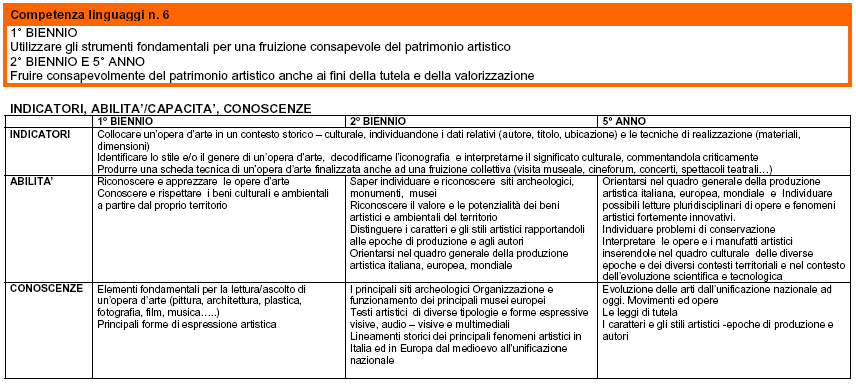 Competenza linguaggi n. 6
1° BIENNIO
Utilizzare gli strumenti fondamentali per una fruizione consapevole del patrimonio artistico
2° BIENNIO E 5° ANNO
Fruire consapevolmente del patrimonio artistico anche ai fini della tutela e della valorizzazione
INDICATORI, ABILITA'/CAPACITA', CONOSCENZE
1° BIENNIO
2° BIENNIO
5° ANNO
INDICATORI
Collocare un'opera d'arte in un contesto storico – culturale, individuandone i dati relativi (autore, titolo, ubicazione) e le tecniche di realizzazione (materiali,
dimensioni)
Identificare lo stile e/o il genere di un'opera d'arte, decodificarne l'iconografia e interpretarne il significato culturale, commentandola criticamente
Produrre una scheda tecnica di un'opera d'arte finalizzata anche ad una fruizione collettiva (visita museale, cineforum, concerti, spettacoli teatrali…)
ABILITA'
Riconoscere e apprezzare le opere d'arte
Conoscere e rispettare i beni culturali e ambientali
a partire dal proprio territorio
Saper individuare e riconoscere siti archeologici,
monumenti, musei
Riconoscere il valore e le potenzialità dei beni
artistici e ambientali del territorio
Distinguere i caratteri e gli stili artistici rapportandoli
alle epoche di produzione e agli autori
Orientarsi nel quadro generale della produzione
artistica italiana, europea, mondiale
Orientarsi nel quadro generale della produzione
artistica italiana, europea, mondiale e Individuare
possibili letture pluridisciplinari di opere e fenomeni
artistici fortemente innovativi.
Individuare problemi di conservazione
Interpretare le opere e i manufatti artistici
inserendole nel quadro culturale delle diverse
epoche e dei diversi contesti territoriali e nel contesto
dell'evoluzione scientifica e tecnologica
CONOSCENZE
Elementi fondamentali per la lettura/ascolto di
un'opera d'arte (pittura, architettura, plastica,
fotografia, film, musica…..)
Principali forme di espressione artistica
I principali siti archeologici Organizzazione e
funzionamento dei principali musei europei
Testi artistici di diverse tipologie e forme espressive
visive, audio – visive e multimediali
Lineamenti storici dei principali fenomeni artistici in
Italia ed in Europa dal medioevo all'unificazione
nazionale
Evoluzione delle arti dall'unificazione nazionale ad
oggi. Movimenti ed opere
Le leggi di tutela
I caratteri e gli stili artistici -epoche di produzione e
autori